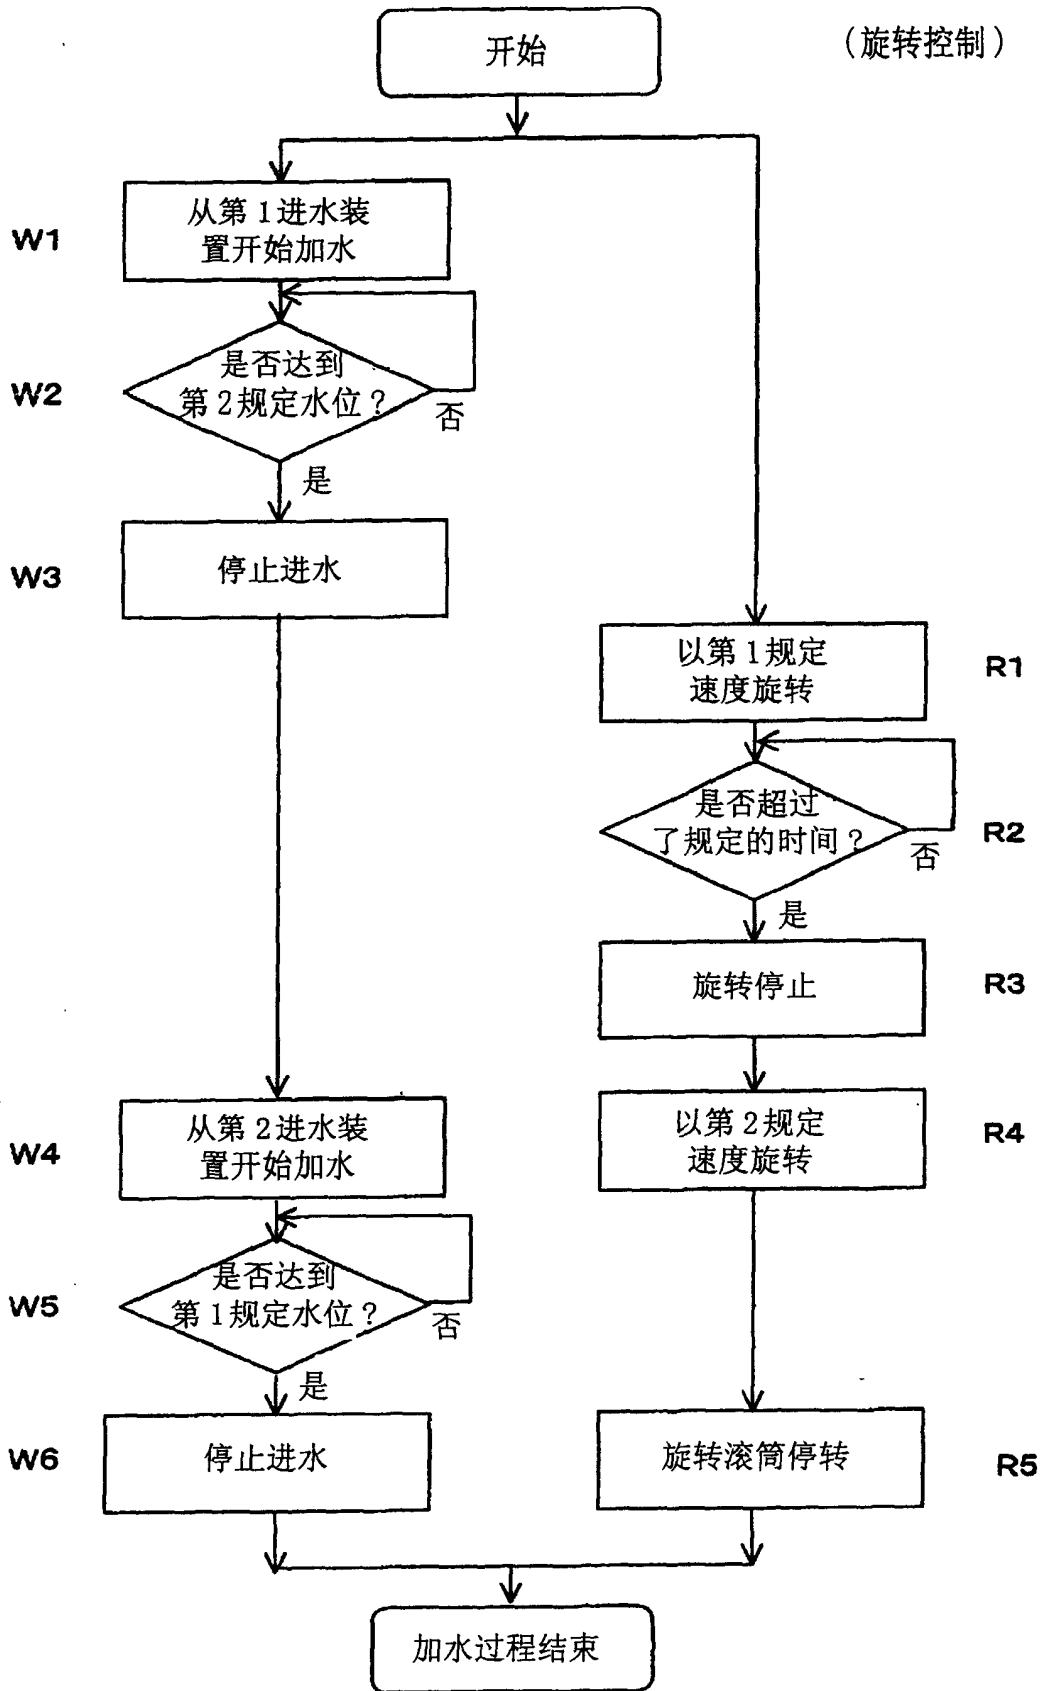 开始
（旋转控制）
W1
从第1进水装
置开始加水
W2
是否达到
第2规定水位？
否
是
W3
停止进水
以第1规定
速度旋转
R1
是否超过
了规定的时间？
R2
否
是
旋转停止
R3
W4
从第2进水装
置开始加水
以第2规定
速度旋转
R4
W5
是否达到
第1规定水位？
否
是
W6
停止进水
旋转滚筒停转
R5
加水过程结束